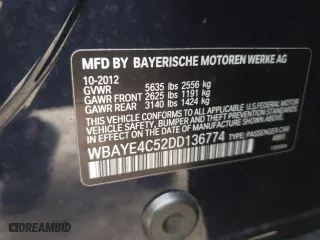 MFD BY BAYERISCHE MOTOREN WERKE AG
10-2012
GVWR 5635 lbs 2556 kg
GAWR FRONT 2625 lbs 1191 kg
GAWR REAR 3140 lbs 1424 kg
THIS VEHICLE CONFORMS TO ALL APPLICABLE
FEDERAL MOTOR VEHICLE SAFETY, BUMPER,
AND THEFT PREVENTION STANDARDS
IN EFFECT ON THE DATE OF MANUFACTURE
SHOWN ABOVE.
WBAYE4C52DD136774 TYPE: PASSENGER CAR
DREAMBID